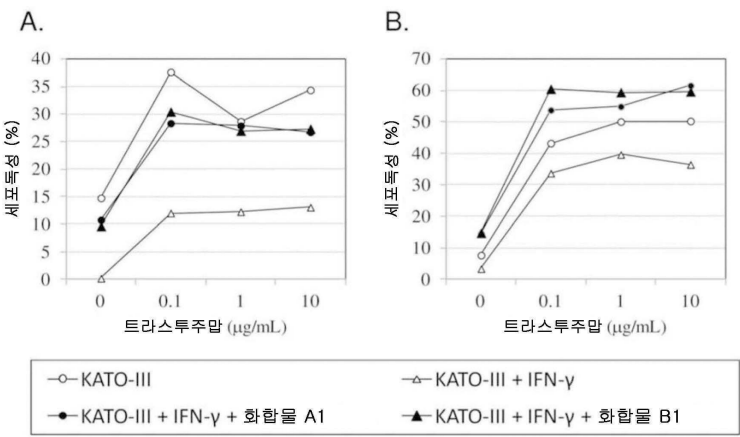 A.
B.
세포독성 (%)
40
35
30
25
20
15
10
5
0
0 0.1 1 10
트라스투주맙 (μg/mL)
세포독성 (%)
70
60
50
40
30
20
10
0
0 0.1 1 10
트라스투주맙 (μg/mL)
KATO-III
KATO-III + IFN-γ
KATO-III + IFN-γ + 화합물 A1
KATO-III + IFN-γ + 화합물 B1